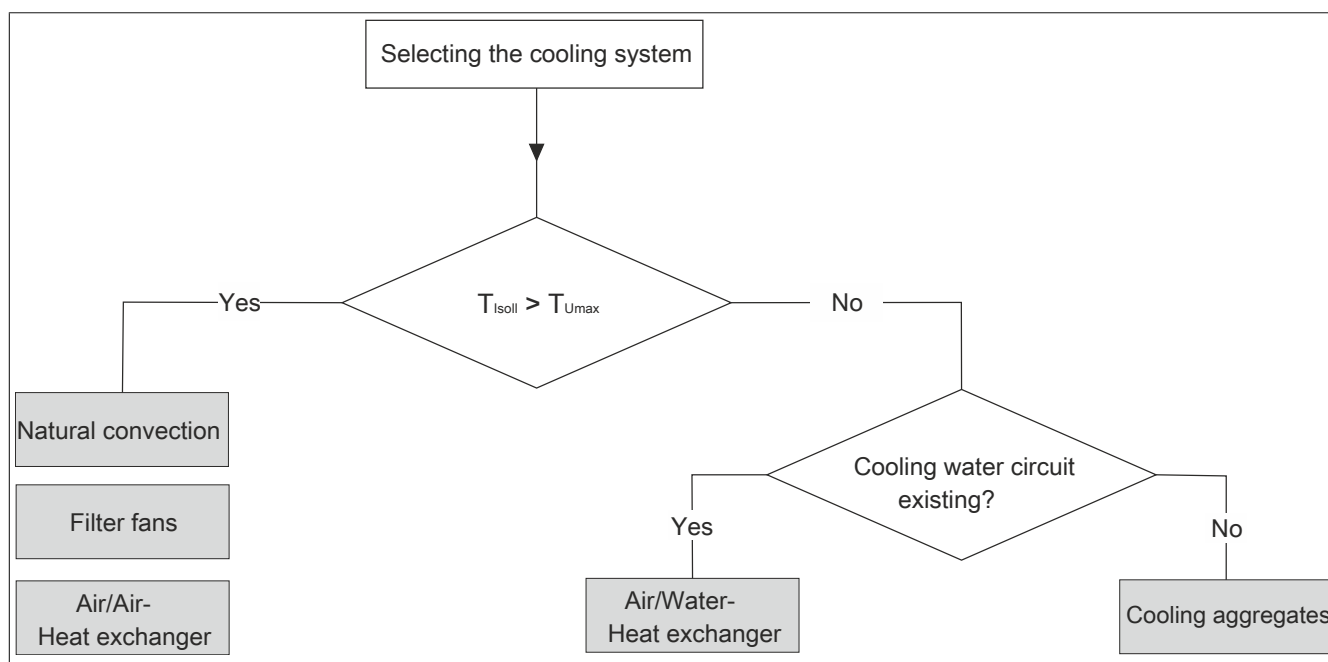 Selecting the cooling system
Yes
TIsoll > TUmax
No
Natural convection
Filter fans
Air/Air-
Heat exchanger
Cooling water circuit
existing?
Yes
No
Air/Water-
Heat exchanger
Cooling aggregates